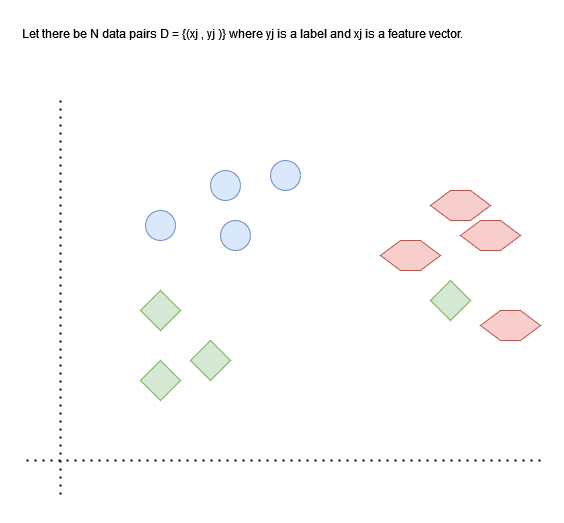 Let there be N data pairs D = {(xj , yj )} where yj is a label and xj is a feature vector.